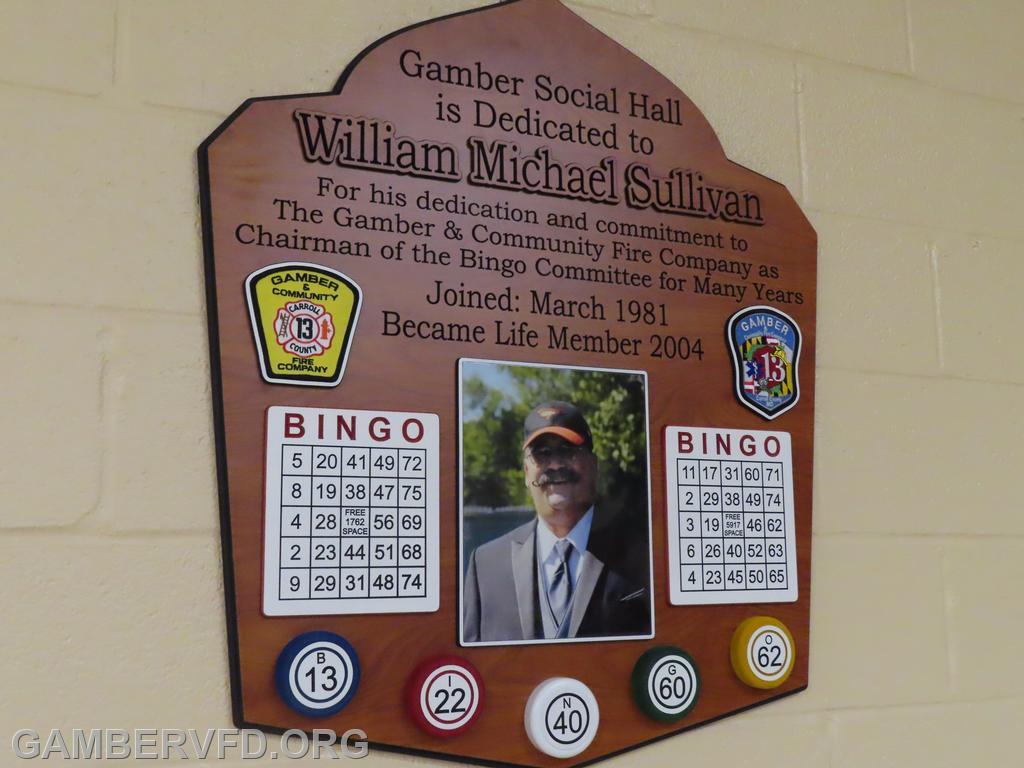 Gamber Social Hall
is Dedicated to
William Michael Sullivan
For his dedication and commitment to
The Gamber & Community Fire Company as
Chairman of the Bingo Committee for Many Years
Joined: March 1981
Became Life Member 2004
GAMBER
&
COMMUNITY
CARROLL
13
COUNTY
FIRE
COMPANY
GAMBER
13
BINGO
5 20 41 49 72
8 19 38 47 75
4 28 FREE 1762 SPACE 56 69
2 23 44 51 68
9 29 31 48 74
BINGO
11 17 31 60 71
2 29 38 49 74
3 19 FREE 5917 SPACE 46 62
6 26 40 52 63
4 23 45 50 65
B
13
I
22
N
40
G
60
O
62
GAMBERVFD.ORG